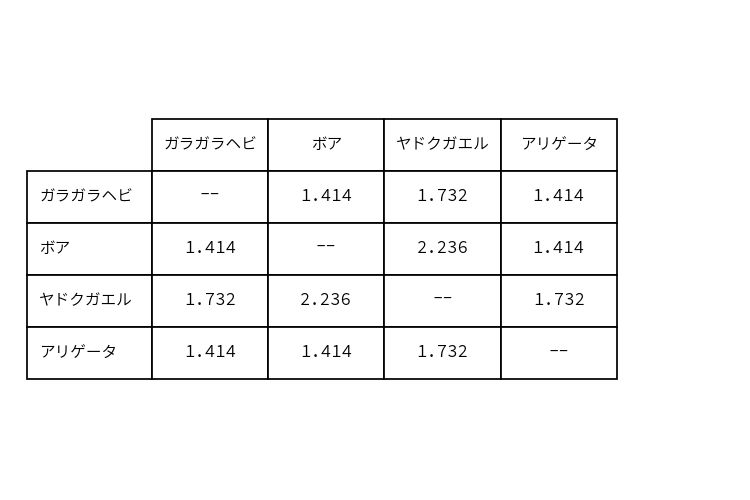 ガラガラヘビ ボア ヤドクガエル アリゲータ
ガラガラヘビ -- 1.414 1.732 1.414
ボア 1.414 -- 2.236 1.414
ヤドクガエル 1.732 2.236 -- 1.732
アリゲータ 1.414 1.414 1.732 --